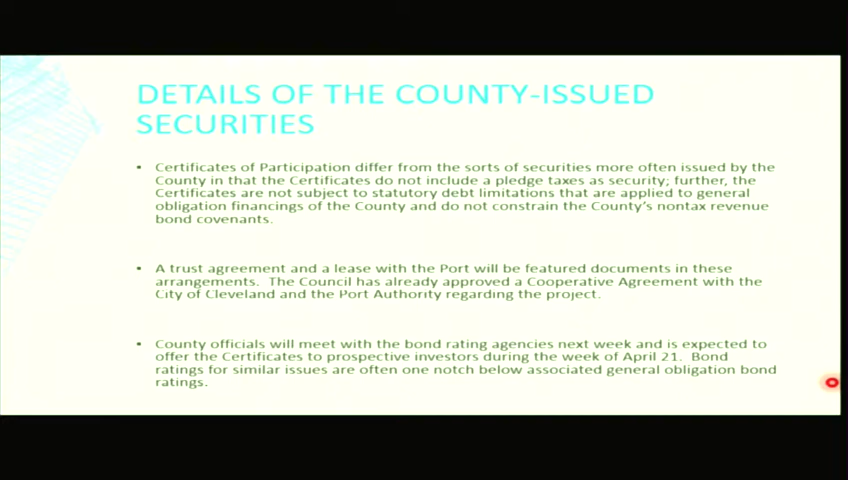 DETAILS OF THE COUNTY-ISSUED
SECURITIES
• Certificates of Participation differ from the sorts of securities more often issued by the
County in that the Certificates do not include a pledge taxes as security; further, the
Certificates are not subject to statutory debt limitations that are applied to general
obligation financings of the County and do not constrain the County's nontax revenue
bond covenants.
• A trust agreement and a lease with the Port will be featured documents in these
arrangements. The Council has already approved a Cooperative Agreement with the
City of Cleveland and the Port Authority regarding the project.
• County officials will meet with the bond rating agencies next week and is expected to
offer the Certificates to prospective investors during the week of April 21. Bond
ratings for similar issues are often one notch below associated general obligation bond
ratings.